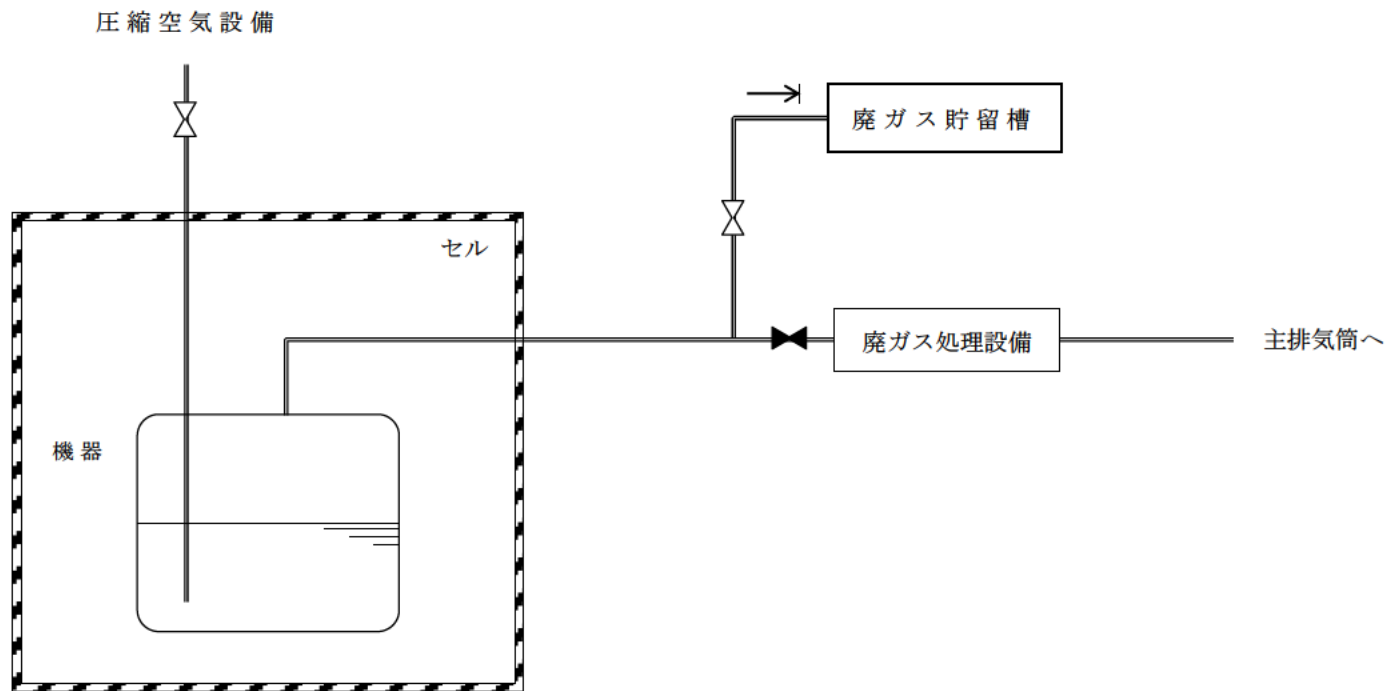 圧縮空気設備
廃ガス貯留槽
セル
廃ガス処理設備
主排気筒へ
機器